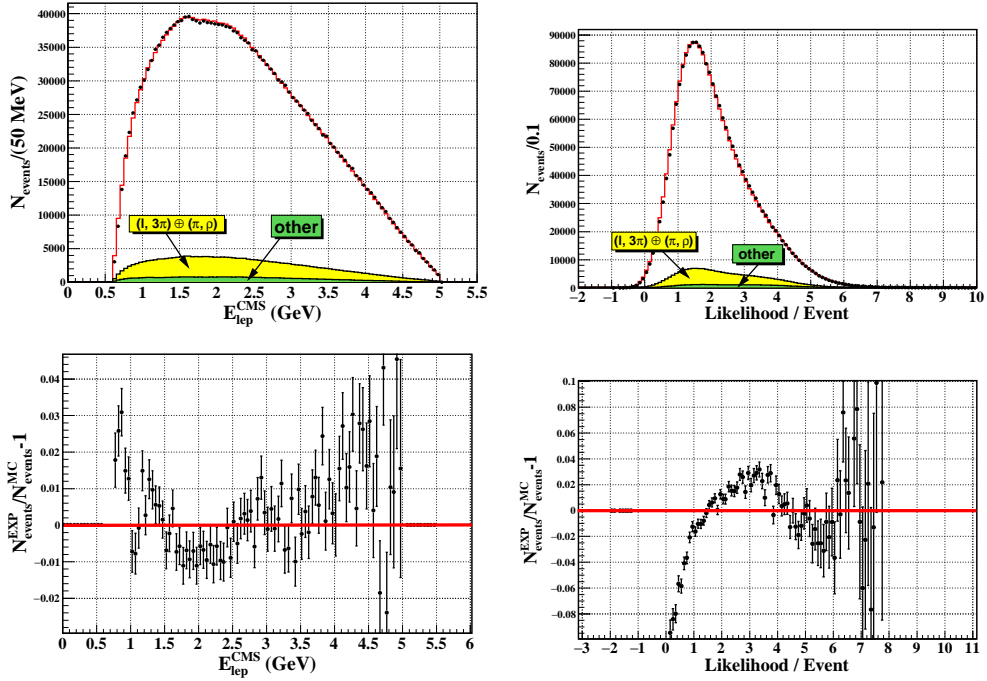 40000
35000
30000
25000
20000
15000
10000
5000
0
N_events/(50 MeV)
(l, 3π) ⊕ (π, ρ)
other
0 0.5 1 1.5 2 2.5 3 3.5 4 4.5 5 5.5
E_lep^CMS (GeV)
90000
80000
70000
60000
50000
40000
30000
20000
10000
0
N_events/0.1
(l, 3π) ⊕ (π, ρ)
other
−2 −1 0 1 2 3 4 5 6 7 8 9 10
Likelihood / Event
0.04
0.03
0.02
0.01
0
−0.01
−0.02
N_events^EXP/N_events^MC-1
0 0.5 1 1.5 2 2.5 3 3.5 4 4.5 5 5.5 6
E_lep^CMS (GeV)
0.1
0.08
0.06
0.04
0.02
0
−0.02
−0.04
−0.06
−0.08
N_events^EXP/N_events^MC-1
−3 −2 −1 0 1 2 3 4 5 6 7 8 9 10 11
Likelihood / Event